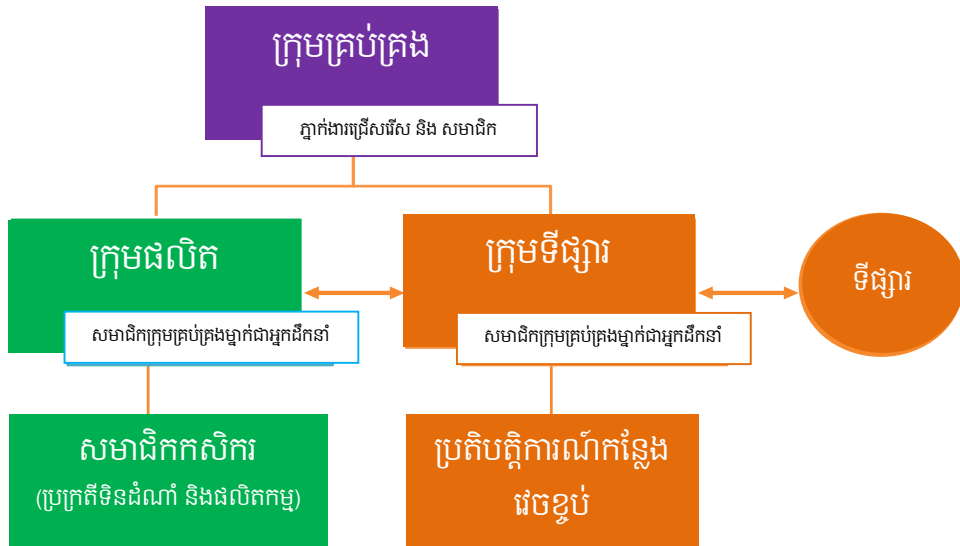 ក្រុមគ្រប់គ្រង
ភ្នាក់ងារជ្រើសរើស និង សមាជិក
ក្រុមផលិត
សមាជិកក្រុមគ្រប់គ្រងម្នាក់ជាអ្នកដឹកនាំ
ក្រុមទីផ្សារ
សមាជិកក្រុមគ្រប់គ្រងម្នាក់ជាអ្នកដឹកនាំ
ទីផ្សារ
សមាជិកកសិករ
(ប្រក្រតីទិនដំណាំ និងផលិតកម្ម)
ប្រតិបត្តិការណ៍កន្លែង
វេចខ្ចប់